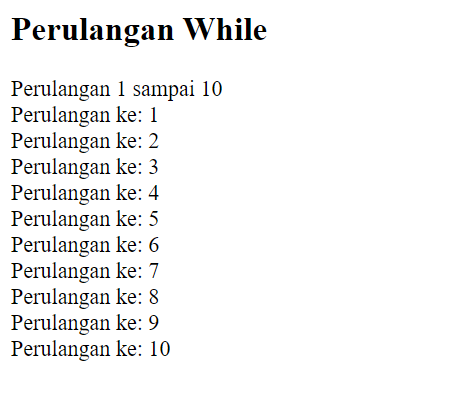 Perulangan While
Perulangan 1 sampai 10
Perulangan ke: 1
Perulangan ke: 2
Perulangan ke: 3
Perulangan ke: 4
Perulangan ke: 5
Perulangan ke: 6
Perulangan ke: 7
Perulangan ke: 8
Perulangan ke: 9
Perulangan ke: 10